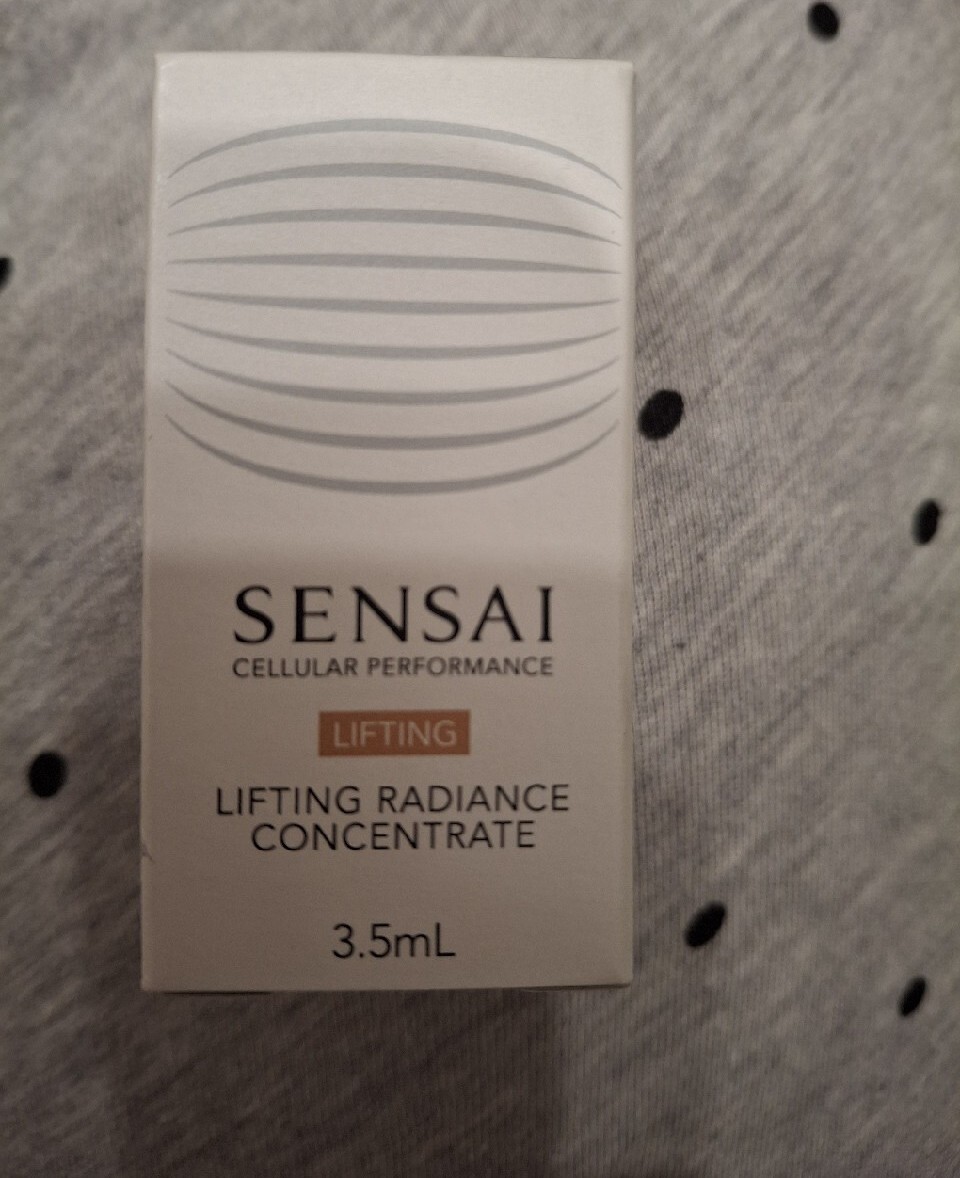 SENSAI
CELLULAR PERFORMANCE
LIFTING
LIFTING RADIANCE
CONCENTRATE
3.5mL